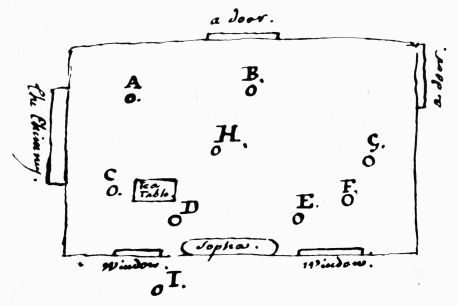 a door.
A
B.
a door.
The Chimney.
H.
G.
C
Tea
Table.
F.
D
E.
Sopha.
Window.
Window.
I.